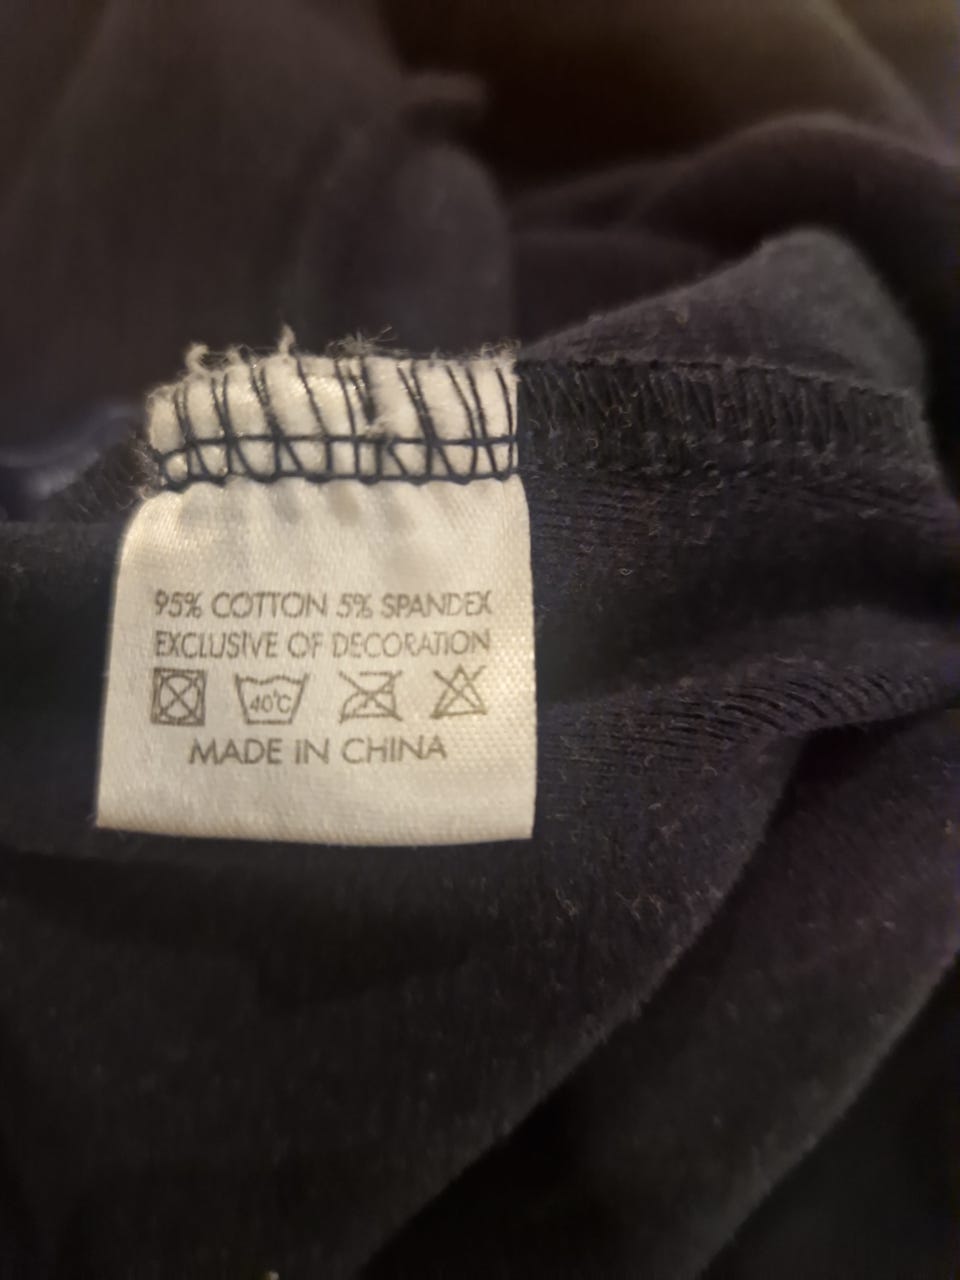 95% COTTON 5% SPANDEX
EXCLUSIVE OF DECORATION
40°C
MADE IN CHINA